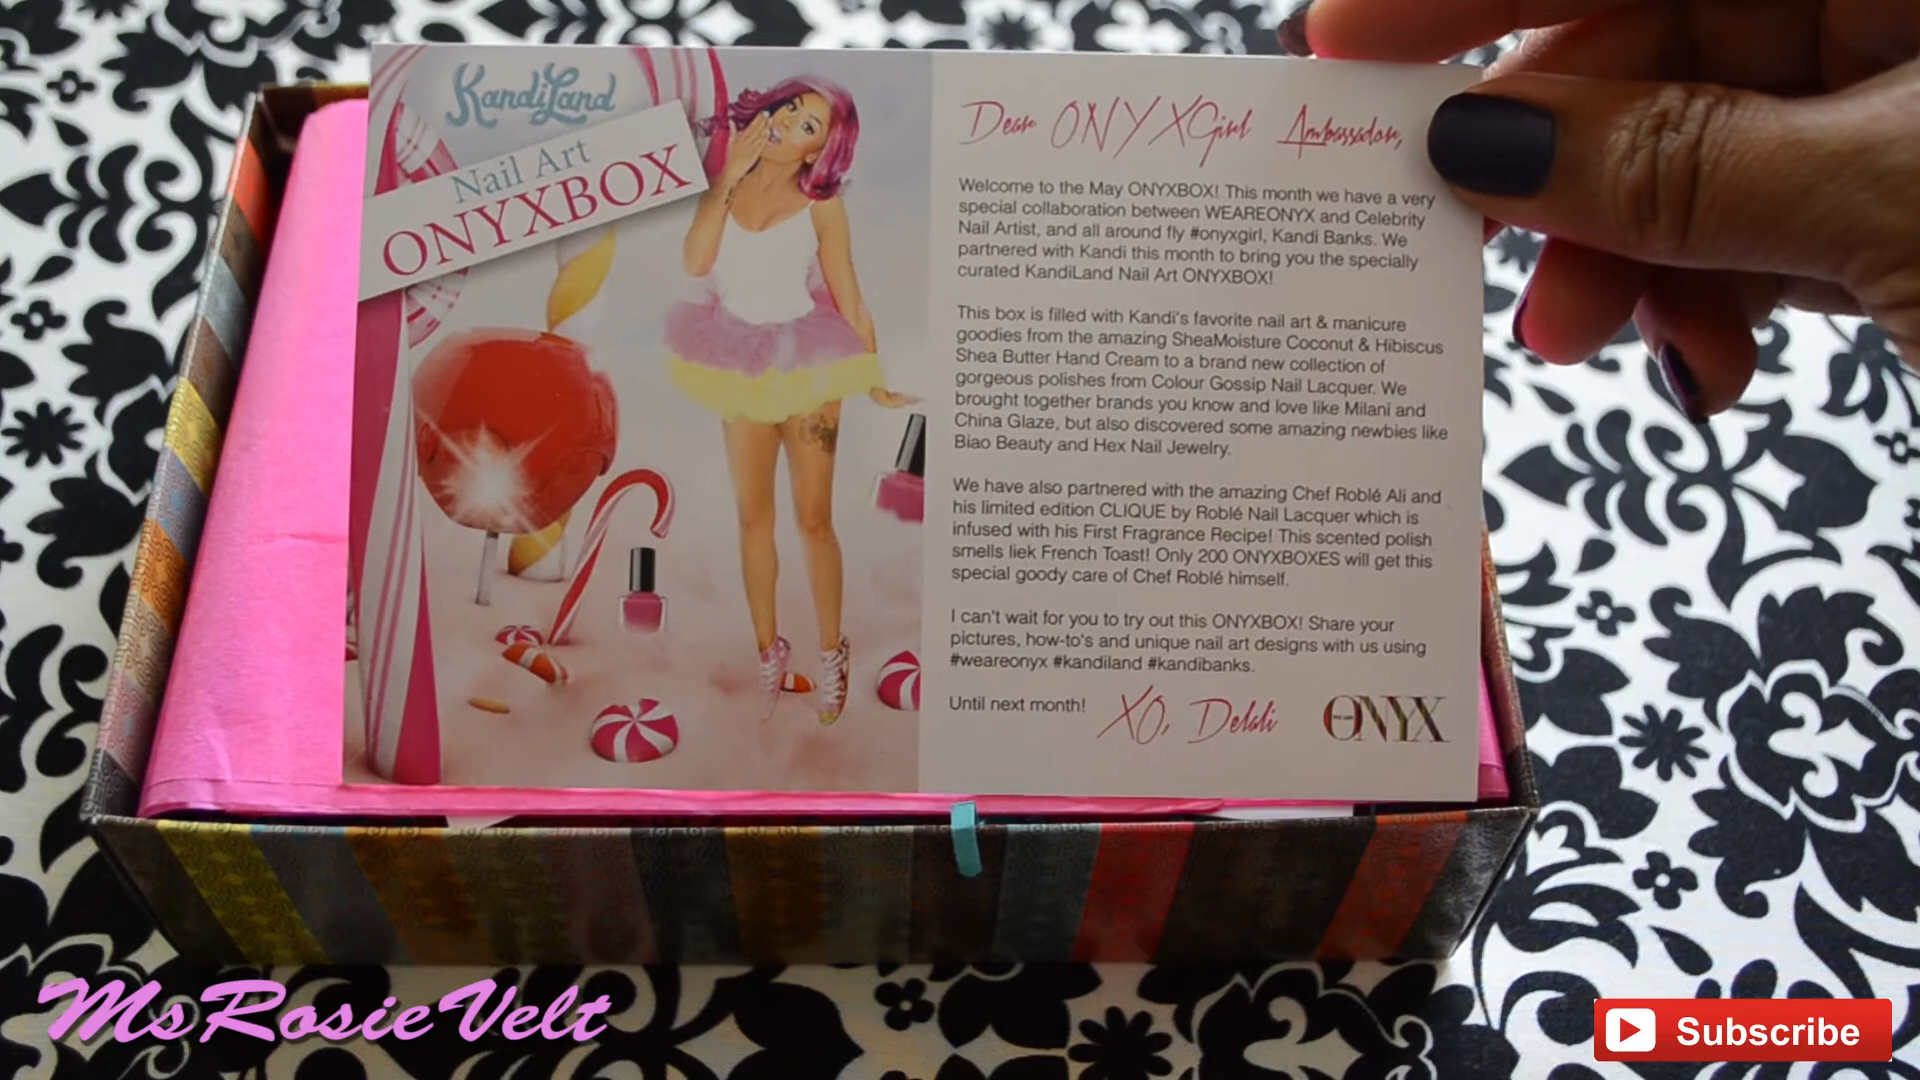 KandiLand
Nail Art
ONYXBOX
Dear ONYXGirl Ambassador,
Welcome to the May ONYXBOX! This month we have a very
special collaboration between WEAREONYX and Celebrity
Nail Artist, and all around fly #onyxgirl, Kandi Banks. We
partnered with Kandi this month to bring you the specially
curated KandiLand Nail Art ONYXBOX!
This box is filled with Kandi's favorite nail art & manicure
goodies from the amazing SheaMoisture Coconut & Hibiscus
Shea Butter Hand Cream to a brand new collection of
gorgeous polishes from Colour Gossip Nail Lacquer. We
brought together brands you know and love like Milani and
China Glaze, but also discovered some amazing newbies like
Biao Beauty and Hex Nail Jewelry.
We have also partnered with the amazing Chef Roblé Ali and
his limited edition CLIQUE by Roblé Nail Lacquer which is
infused with his First Fragrance Recipe! This scented polish
smells liek French Toast! Only 200 ONYXBOXES will get this
special goody care of Chef Roblé himself.
I can't wait for you to try out this ONYXBOX! Share your
pictures, how-to's and unique nail art designs with us using
#weareonyx #kandiland #kandibanks.
Until next month! XO, Delali
WE ARE ONYX
MsRosieVelt
Subscribe